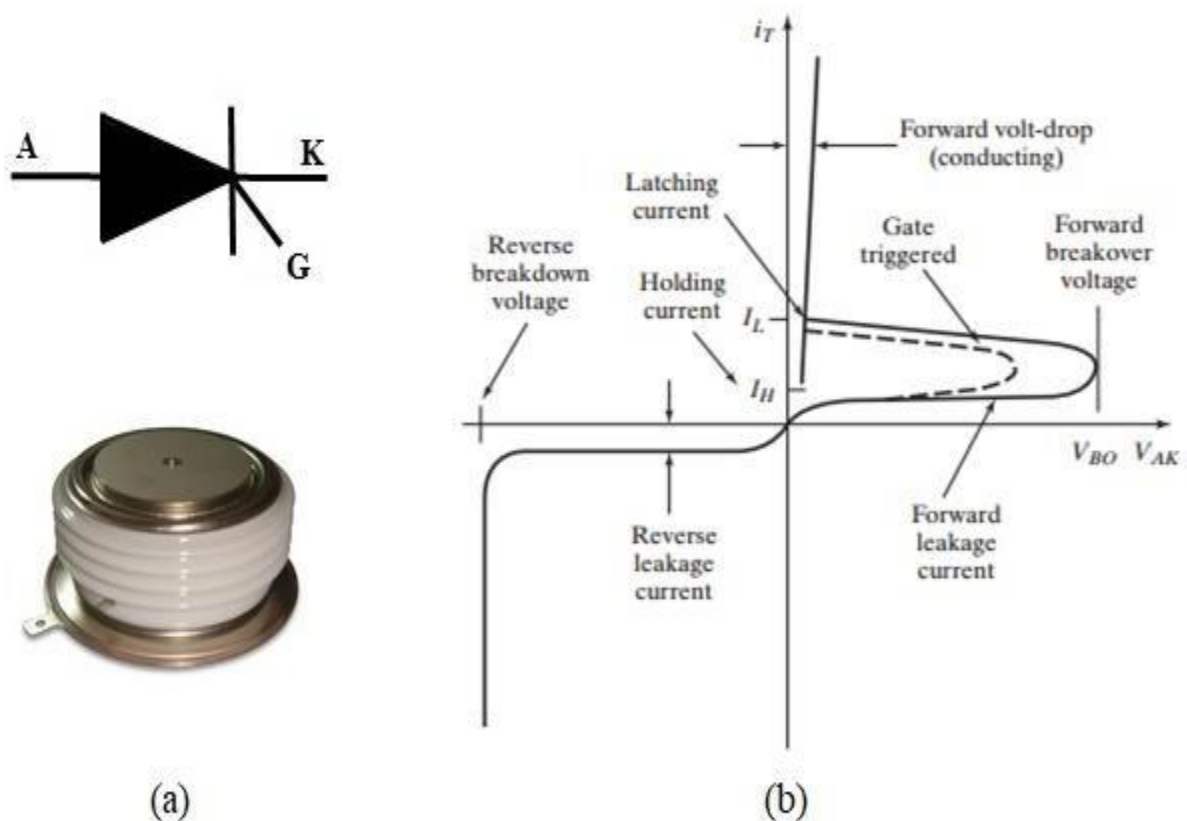 A
K
G
(a)
i_T
Forward volt-drop
(conducting)
Latching
current
Gate
triggered
Forward
breakover
voltage
Reverse
breakdown
voltage
Holding
current
I_L
I_H
V_BO V_AK
Reverse
leakage
current
Forward
leakage
current
(b)